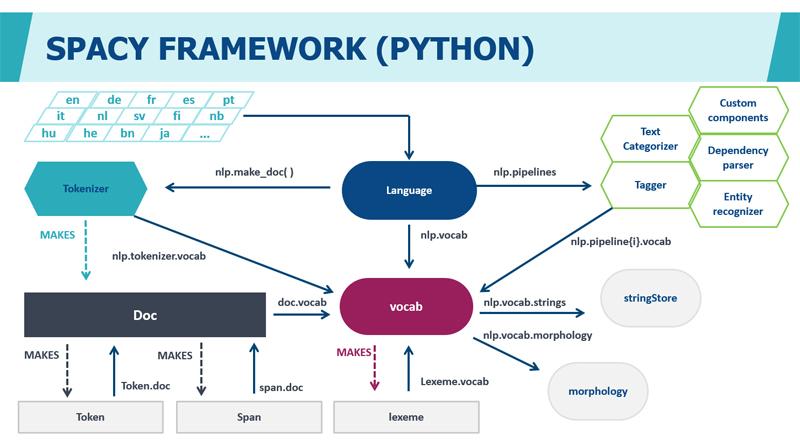 SPACY FRAMEWORK (PYTHON)
en de fr es pt
it nl sv fi nb
hu he bn ja ...
Custom
components
Text
Categorizer
Dependency
parser
Tagger
Entity
recognizer
nlp.make_doc( )
nlp.pipelines
Tokenizer
Language
MAKES
nlp.tokenizer.vocab
nlp.vocab
nlp.pipeline{i}.vocab
Doc
doc.vocab
vocab
nlp.vocab.strings
stringStore
nlp.vocab.morphology
MAKES
Token.doc
MAKES
span.doc
MAKES
Lexeme.vocab
morphology
Token
Span
lexeme